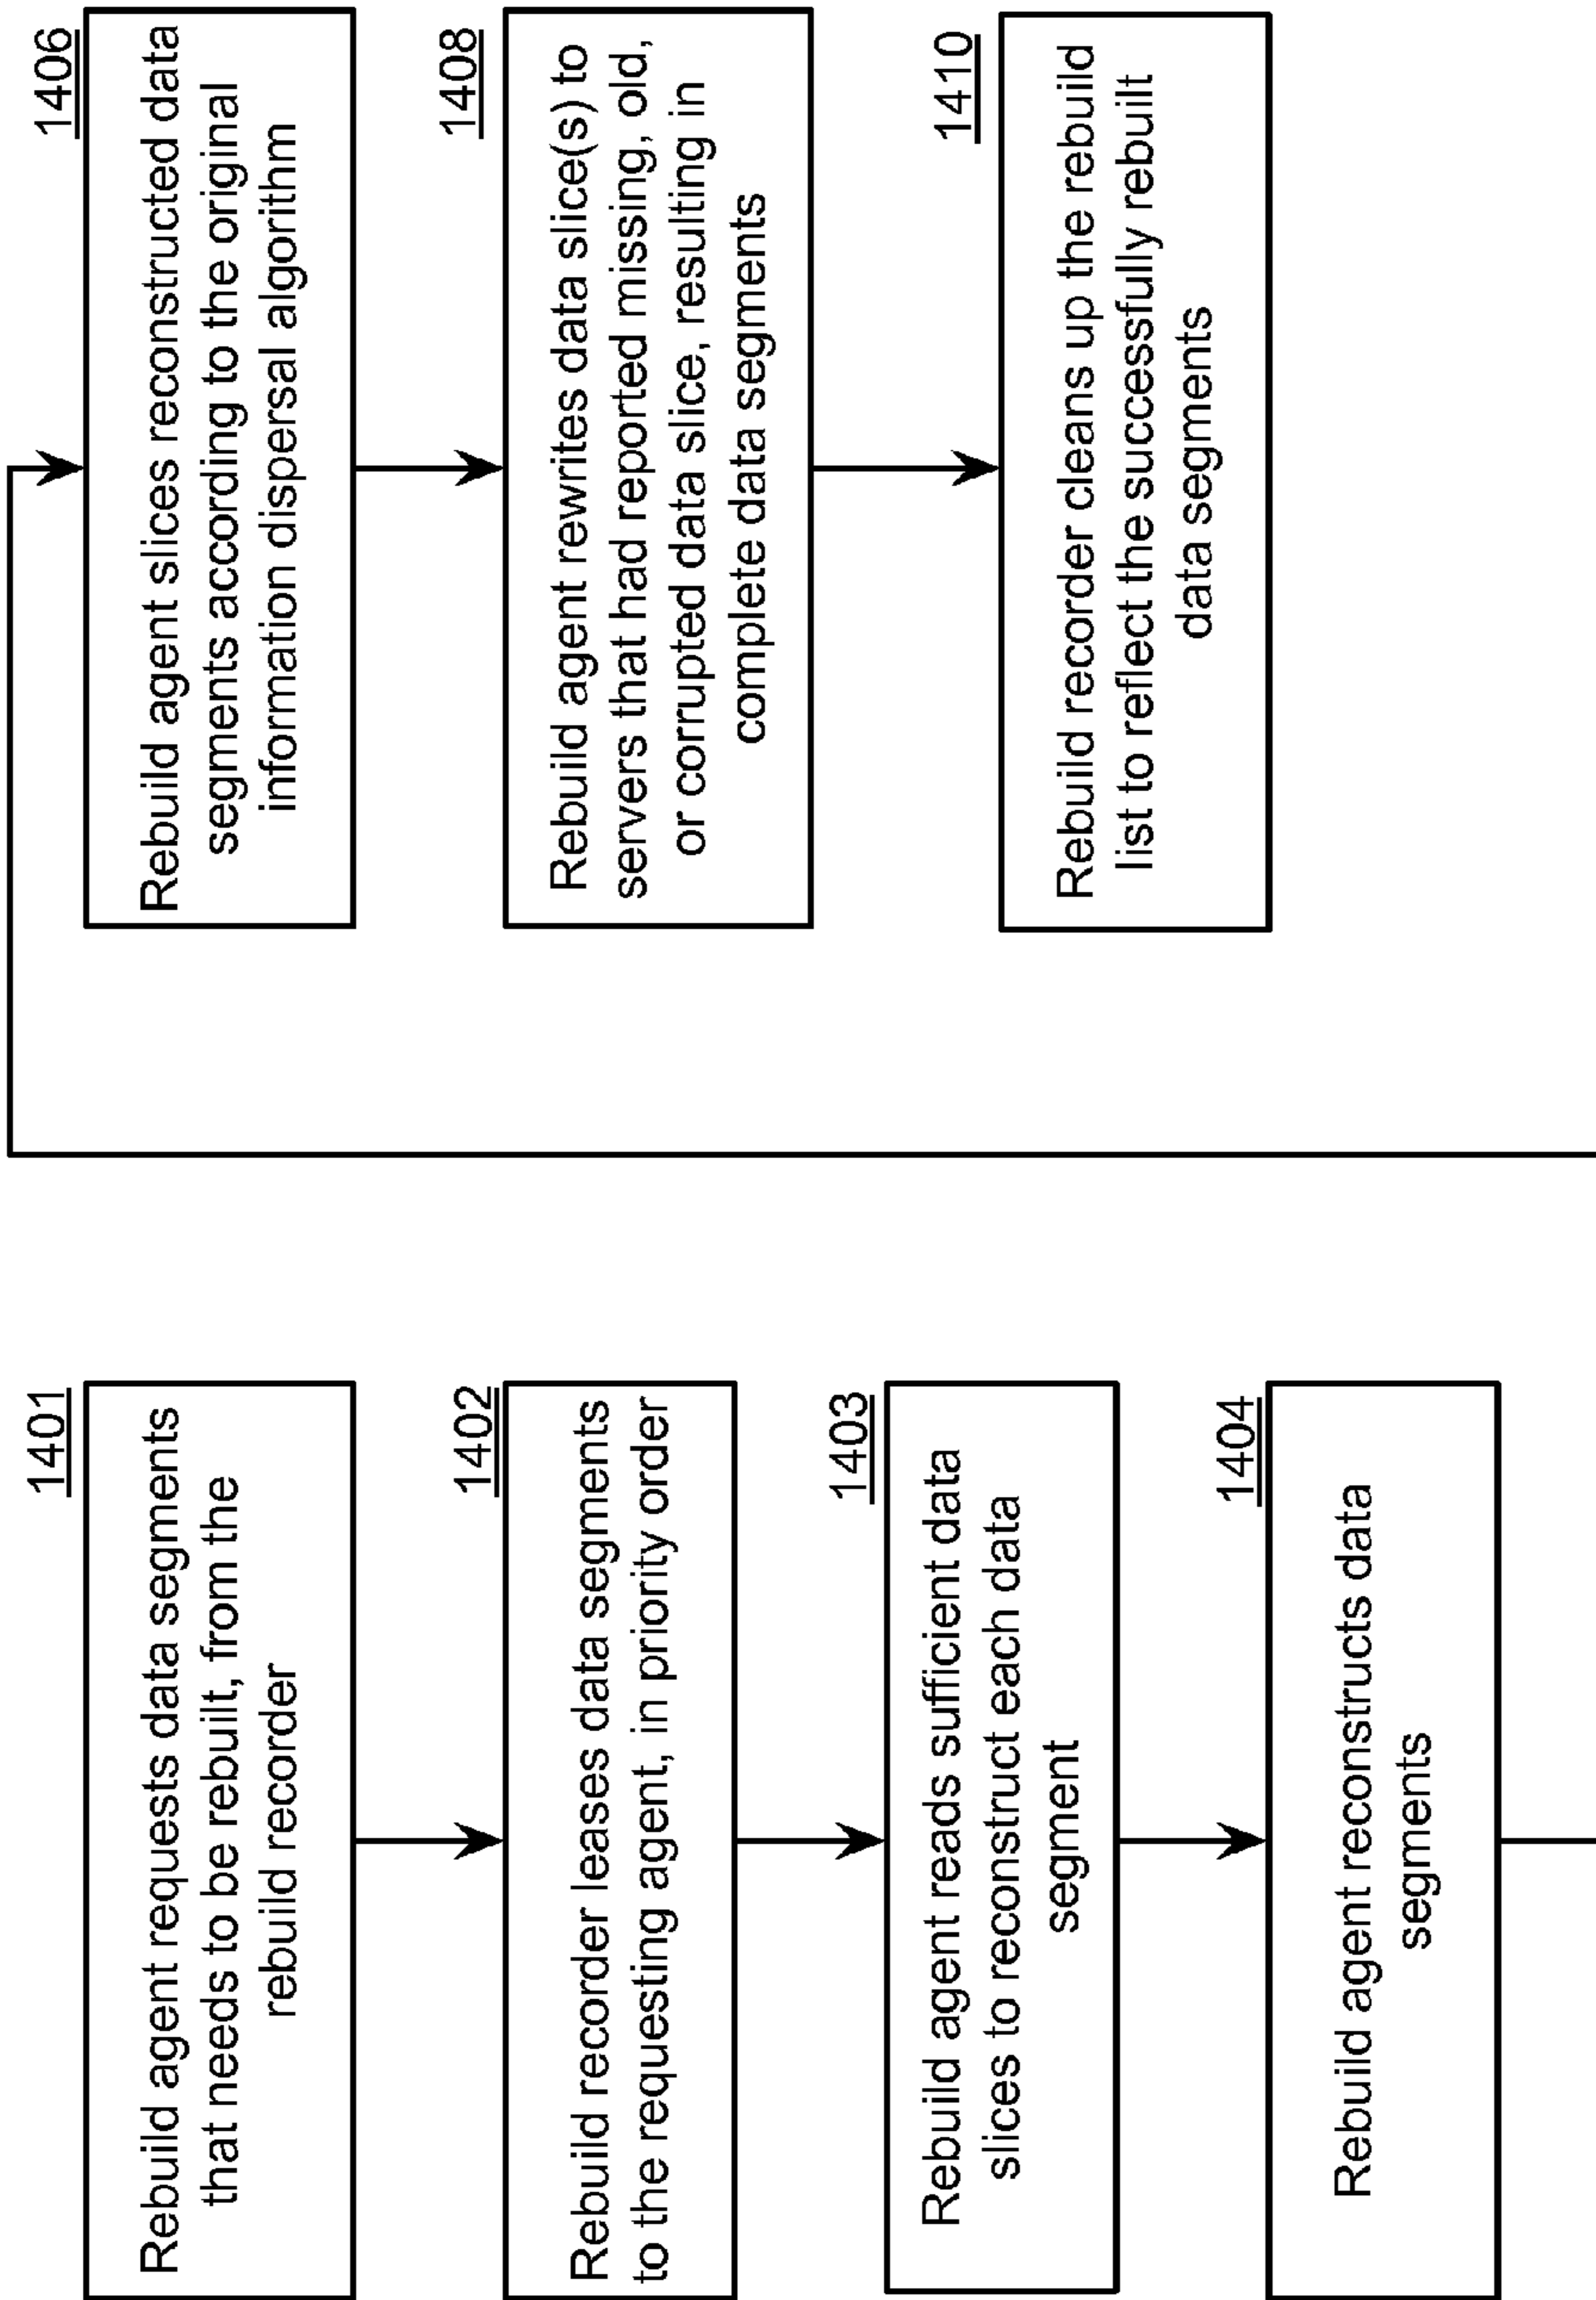 1401
Rebuild agent requests data segments
that needs to be rebuilt, from the
rebuild recorder
1402
Rebuild recorder leases data segments
to the requesting agent, in priority order
1403
Rebuild agent reads sufficient data
slices to reconstruct each data
segment
1404
Rebuild agent reconstructs data
segments
1406
Rebuild agent slices reconstructed data
segments according to the original
information dispersal algorithm
1408
Rebuild agent rewrites data slice(s) to
servers that had reported missing, old,
or corrupted data slice, resulting in
complete data segments
1410
Rebuild recorder cleans up the rebuild
list to reflect the successfully rebuilt
data segments